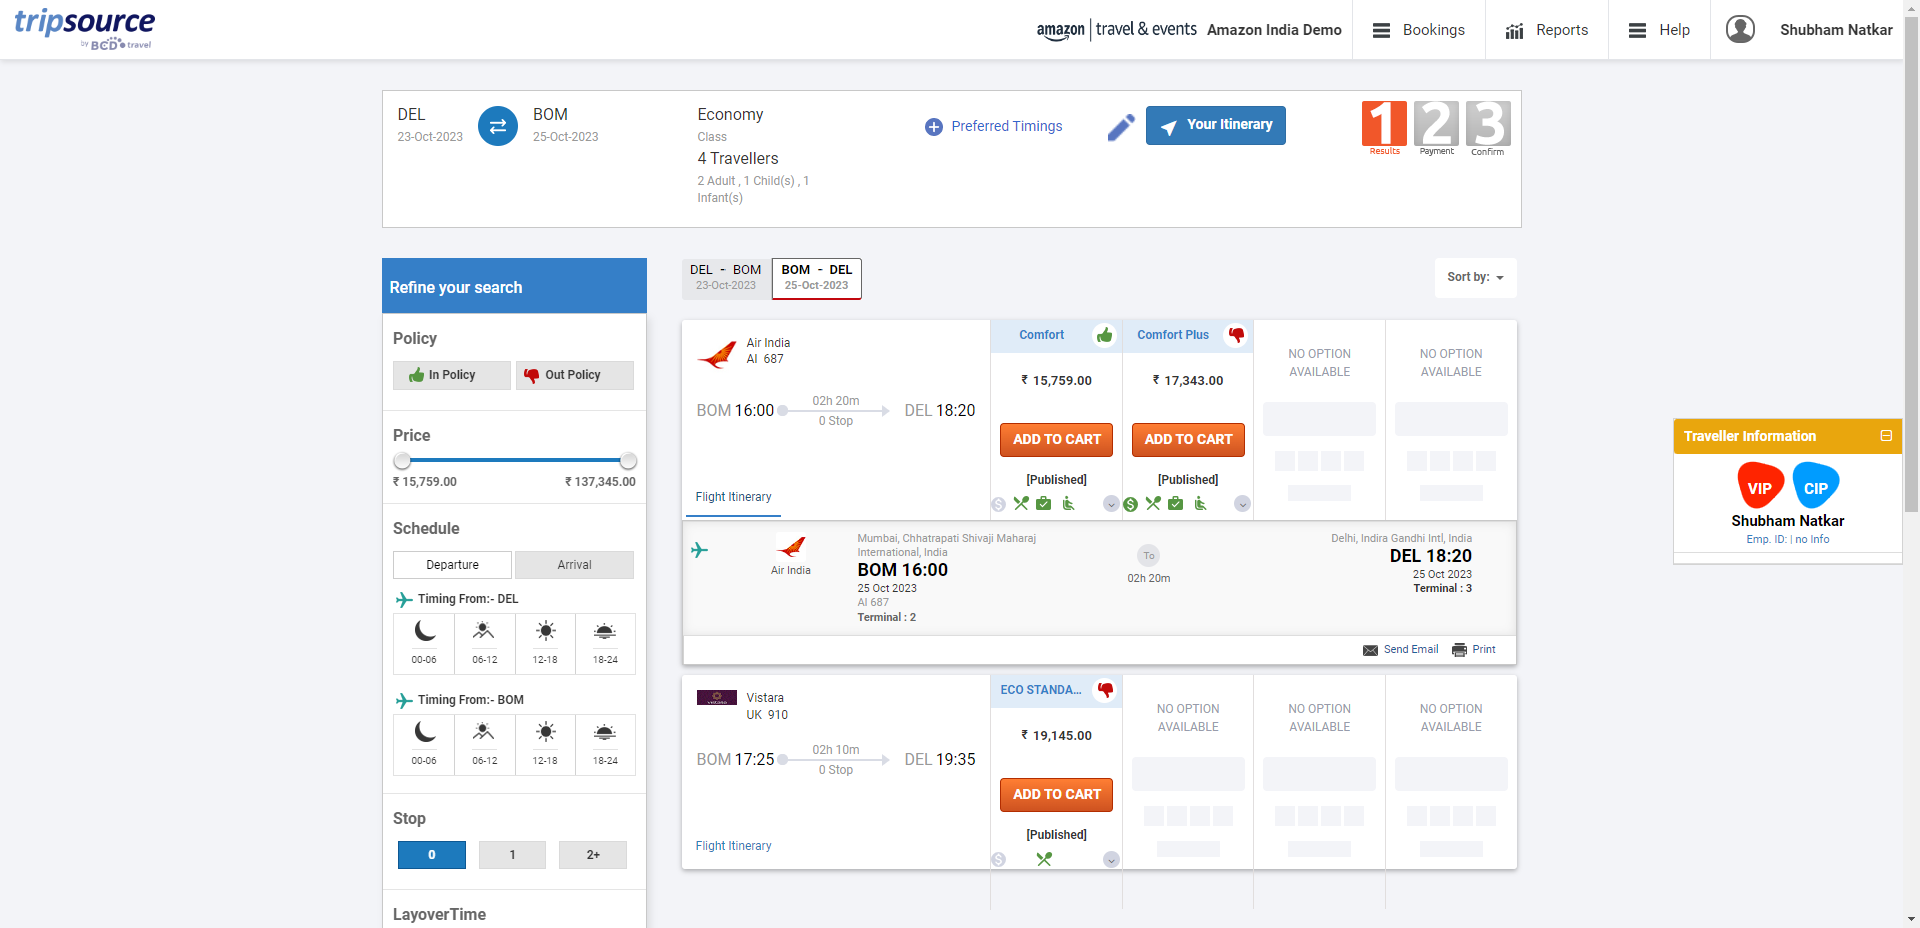 tripsource
by BCD travel
amazon travel & events Amazon India Demo
Bookings
Reports
Help
Shubham Natkar
DEL
23-Oct-2023
BOM
25-Oct-2023
Economy
Class
4 Travellers
2 Adult , 1 Child(s) , 1
Infant(s)
Preferred Timings
Your Itinerary
1 2 3
Results Payment Confirm
Refine your search
Policy
In Policy Out Policy
Price
₹ 15,759.00 ₹ 137,345.00
Schedule
Departure Arrival
Timing From:- DEL
00-06 06-12 12-18 18-24
Timing From:- BOM
00-06 06-12 12-18 18-24
Stop
0 1 2+
LayoverTime
DEL - BOM
23-Oct-2023
BOM - DEL
25-Oct-2023
Sort by:
Air India
AI 687
BOM 16:00
02h 20m
0 Stop
DEL 18:20
Flight Itinerary
Comfort
₹ 15,759.00
ADD TO CART
[Published]
Comfort Plus
₹ 17,343.00
ADD TO CART
[Published]
NO OPTION
AVAILABLE
NO OPTION
AVAILABLE
Air India
Mumbai, Chhatrapati Shivaji Maharaj
International, India
BOM 16:00
25 Oct 2023
AI 687
Terminal : 2
To
02h 20m
Delhi, Indira Gandhi Intl, India
DEL 18:20
25 Oct 2023
Terminal : 3
Send Email Print
vistara
Vistara
UK 910
BOM 17:25
02h 10m
0 Stop
DEL 19:35
Flight Itinerary
ECO STANDA...
₹ 19,145.00
ADD TO CART
[Published]
NO OPTION
AVAILABLE
NO OPTION
AVAILABLE
NO OPTION
AVAILABLE
Traveller Information
VIP CIP
Shubham Natkar
Emp. ID: | no Info